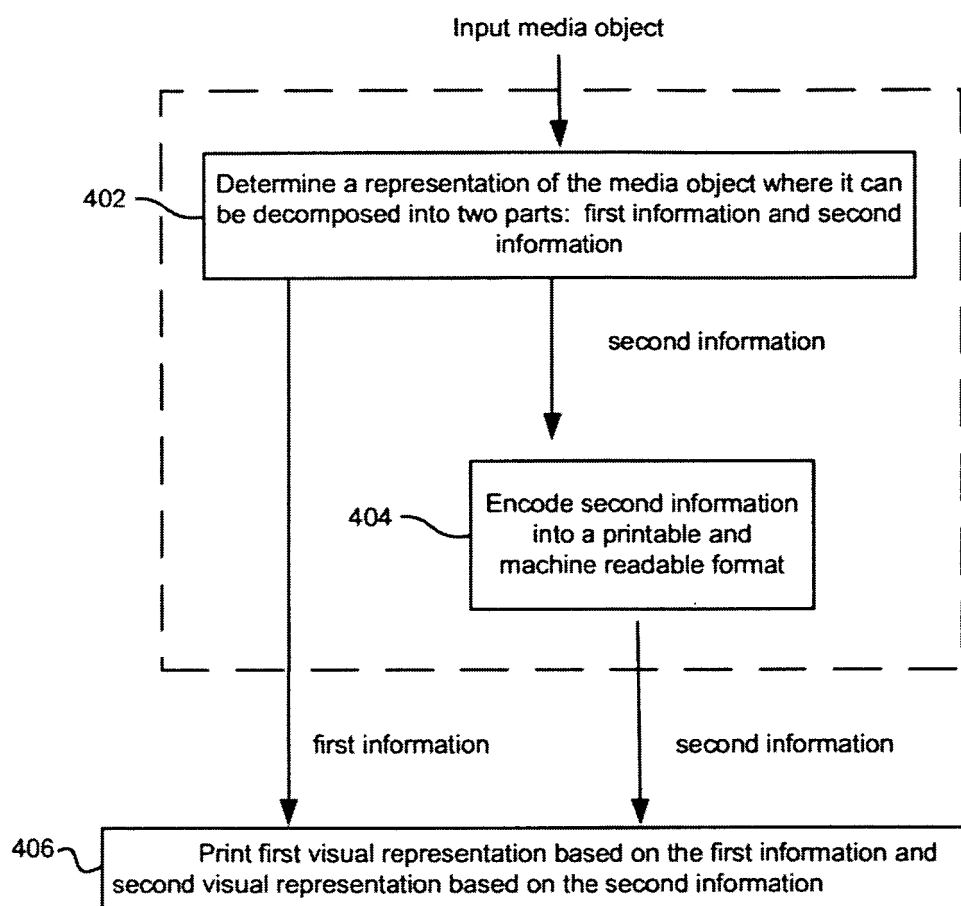 Input media object
402
Determine a representation of the media object where it can
be decomposed into two parts: first information and second
information
second information
404
Encode second information
into a printable and
machine readable format
first information
second information
406
Print first visual representation based on the first information and
second visual representation based on the second information